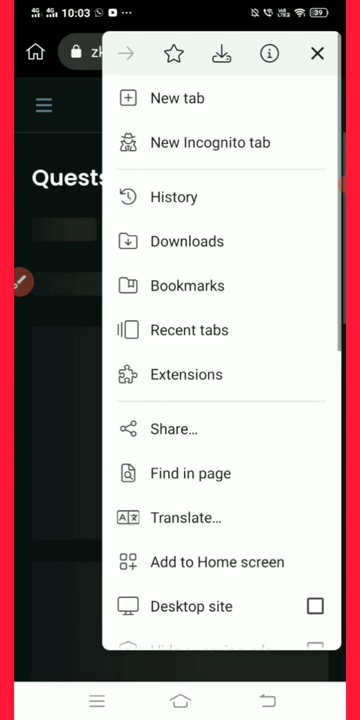 10:03
39
zk
New tab
New Incognito tab
Quests
History
Downloads
Bookmarks
Recent tabs
Extensions
Share...
Find in page
Translate...
Add to Home screen
Desktop site